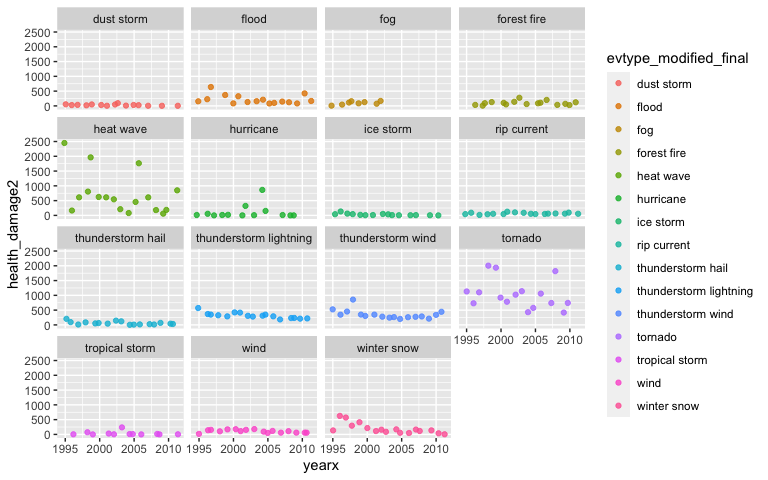 dust storm flood fog forest fire
2500
2000
1500
1000
500
0
heat wave hurricane ice storm rip current
2500
2000
1500
1000
500
0
thunderstorm hail thunderstorm lightning thunderstorm wind tornado
2500
2000
1500
1000
500
0
1995 2000 2005 2010
tropical storm wind winter snow
2500
2000
1500
1000
500
0
1995 2000 2005 2010 1995 2000 2005 2010 1995 2000 2005 2010
yearx
health_damage2
evtype_modified_final
dust storm
flood
fog
forest fire
heat wave
hurricane
ice storm
rip current
thunderstorm hail
thunderstorm lightning
thunderstorm wind
tornado
tropical storm
wind
winter snow